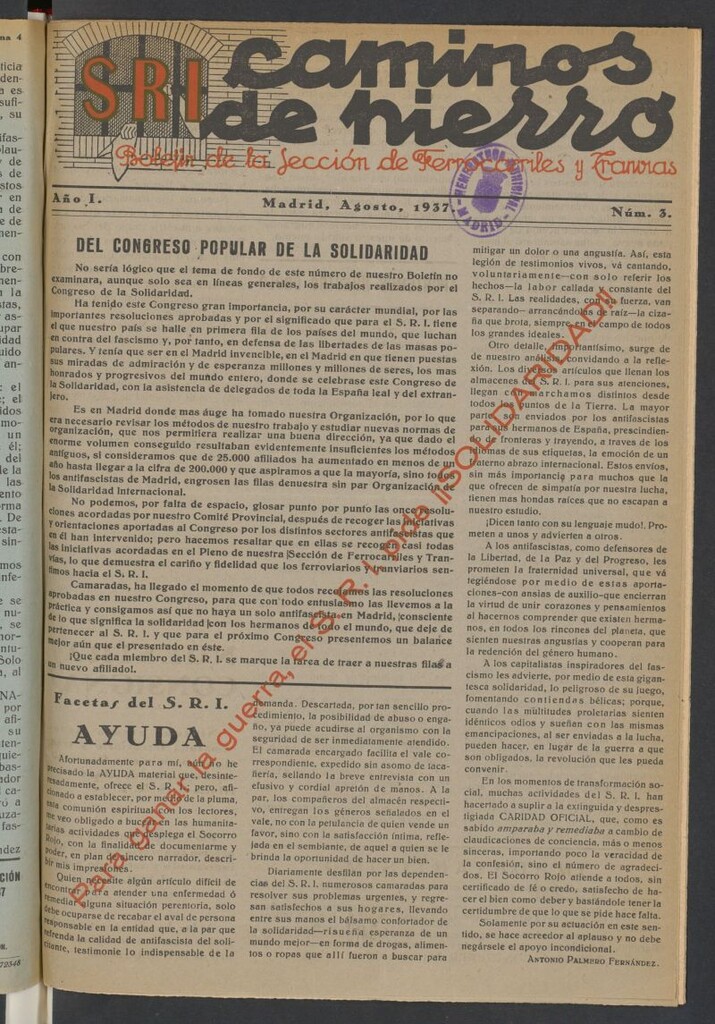 SRI
caminos
de hierro
Boletín de la Sección de Ferrocarriles y Tranvías
Año I.
Madrid, Agosto, 1937.
Núm. 3.
HEMEROTECA MUNICIPAL
MADRID
DEL CONGRESO POPULAR DE LA SOLIDARIDAD
No sería lógico que el tema de fondo de este número de nuestro Boletín no
examinara, aunque solo sea en líneas generales, los trabajos realizados por el
Congreso de la Solidaridad.
Ha tenido este Congreso gran importancia, por su carácter mundial, por las
importantes resoluciones aprobadas y por el significado que para el S. R. I. tiene
el que nuestro país se halle en primera fila de los países del mundo, que luchan
en contra del fascismo y, por tanto, en defensa de las libertades de las masas po-
pulares. Y tenía que ser en el Madrid invencible, en el Madrid en que tienen puestas
sus miradas de admiración y de esperanza millones y millones de seres, los mas
honrados y progresivos del mundo entero, donde se celebrase este Congreso de
la Solidaridad, con la asistencia de delegados de toda la España leal y del extran-
jero.
Es en Madrid donde mas auge ha tomado nuestra Organización, por lo que
era necesario revisar los métodos de nuestro trabajo y estudiar nuevas normas de
organización, que nos permifiera realizar una buena dirección, ya que dado el
enorme volumen conseguido resultaban evidentemente insuficientes los métodos
antiguos, si consideramos que de 25.000 afiliados ha aumentado en menos de un
año hasta llegar a la cifra de 200.000 y que aspiramos a que la mayoría, sino todos
los antifascistas de Madrid, engrosen las filas denuestra sin par Organización de
la Solidaridad Internacional.
No podemos, por falta de espacio, glosar punto por punto las once resolu-
ciones acordadas por nuestro Comité Provincial, después de recoger las iniciativas
y orientaciones aportadas al Congreso por los distintos sectores antifascistas que
en él han intervenido; pero hacemos resaltar que en ellas se recogen casi todas
las iniciativas acordadas en el Pleno de nuestra Sección de Ferrocariles y Tran-
vías, lo que demuestra el cariño y fidelidad que los ferroviarios y tranviarios sen-
timos hacia el S. R. I.
Camaradas, ha llegado el momento de que todos recojamos las resoluciones
aprobadas en nuestro Congreso, para que con todo entusiasmo las llevemos a la
práctica y consigamos así que no haya un solo antifascista en Madrid, consciente
de lo que significa la solidaridad con los hermanos de todo el mundo, que deje de
pertenecer al S. R. I. y que para el próximo Congreso presentemos un balance
mejor aún que el presentado en éste.
¡Que cada miembro del S. R. I. se marque la tarea de traer a nuestras filas a
un nuevo afiliado!.
Facetas del S. R. I.
AYUDA
Afortunadamente para mí, aún no he
precisado la AYUDA material que, desinte-
resadamente, ofrece el S. R. I.; pero, afi-
cionado a establecer, por medio de la pluma,
esta comunión espiritual con los lectores,
me veo obligado a bucear en las humanita-
rias actividades que despliega el Socorro
Rojo, con la finalidad de documentarme y
poder, en plan de sincero narrador, descri-
bir mis impresiones.
Quien necesite algún artículo difícil de
encontrar para atender una enfermedad ó
remediar alguna situación perentoria, solo
debe ocuparse de recabar el aval de persona
responsable en la entidad que, a la par que
refrenda la calidad de antifascista del soli-
citante, testimonie lo indispensable de la
demanda. Descartada, por tan sencillo pro-
cedimiento, la posibilidad de abuso o enga-
ño, ya puede acudirse al organismo con la
seguridad de ser inmediatamente atendido.
El camarada encargado facilita el vale co-
rrespondiente, expedido sin asomo de taca-
ñería, sellando la breve entrevista con un
efusivo y cordial apretón de manos. A la
par, los compañeros del almacén respecti-
vo, entregan los géneros señalados en el
vale, no con la petulancia de quien vende un
favor, sino con la satisfacción íntima, refle-
jada en el semblante, de aquel a quien se le
brinda la oportunidad de hacer un bien.
Diariamente desfilan por las dependen-
cias del S. R. I. numerosos camaradas para
resolver sus problemas urgentes, y regre-
san satisfechos a sus hogares, llevando
entre sus manos el bálsamo confortador de
la solidaridad—risueña esperanza de un
mundo mejor—en forma de drogas, alimen-
tos o ropas que allí fueron a buscar para
mitigar un dolor o una angustia. Así, esta
legión de testimonios vivos, vá cantando,
voluntariamente—con solo referir los
hechos—la labor callada y constante del
S. R. I. Las realidades, con su fuerza, van
separando—arrancándolas de raíz—la ciza-
ña que brota, siempre, en el campo de todos
los grandes ideales.
Otro detalle, importantísimo, surge de
nuestro análisis, convidando a la refle-
xión. Los diversos artículos que llenan los
almacenes del S. R. I. para sus atenciones,
llegan con marchamos distintos desde
todos los puntos de la Tierra. La mayor
parte son enviados por los antifascistas
para sus hermanos de España, prescindien-
do de fronteras y trayendo, a traves de los
idiomas de sus etiquetas, la emoción de un
fraterno abrazo internacional. Estos envíos,
sin más importancia para muchos que la
que ofrecen de simpatía por nuestra lucha,
tienen mas hondas raíces que no escapan a
nuestro estudio.
¡Dicen tanto con su lenguaje mudo!. Pro-
meten a unos y advierten a otros.
A los antifascistas, como defensores de
la Libertad, de la Paz y del Progreso, les
prometen la fraternidad universal, que vá
tegiéndose por medio de estas aporta-
ciones—con ansias de auxilio—que encierran
la virtud de unir corazones y pensamientos
al hacernos comprender que existen herma-
nos, en todos los rincones del planeta, que
sienten nuestras angustias e cooperan para
la redención del género humano.
A los capitalistas inspiradores del fas-
cismo les advierte, por medio de esta gigan-
tesca solidaridad, lo peligroso de su juego,
fomentando contiendas bélicas; porque,
cuando las multitudes proletarias sienten
idénticos odios y sueñan con las mismas
emancipaciones, al ser enviadas a la lucha,
pueden hacer, en lugar de la guerra a que
son obligados, la revolución que les pueda
convenir.
En los momentos de transformación so-
cial, muchas actividades del S. R. I. han
hacertado a suplir a la extinguida y despres-
tigiada CARIDAD OFICIAL, que, como es
sabido amparaba y remediaba a cambio de
claudicaciones de conciencia, más o menos
sinceras, importando poco la veracidad de
la confesión, sino el número de agradeci-
dos. El Socorro Rojo atiende a todos, sin
certificado de fé o credo, satisfecho de ha-
cer el bien como deber y bastándole tener la
certidumbre de que lo que se pide hace falta.
Solamente por su actuación en este sen-
tido, se hace acreedor al aplauso y no debe
negársele el apoyo incondicional.
ANTONIO PALMERO FERNÁNDEZ.
Para ganar la guerra, el S. R. I. pide ¡¡SOLIDARIDAD!!